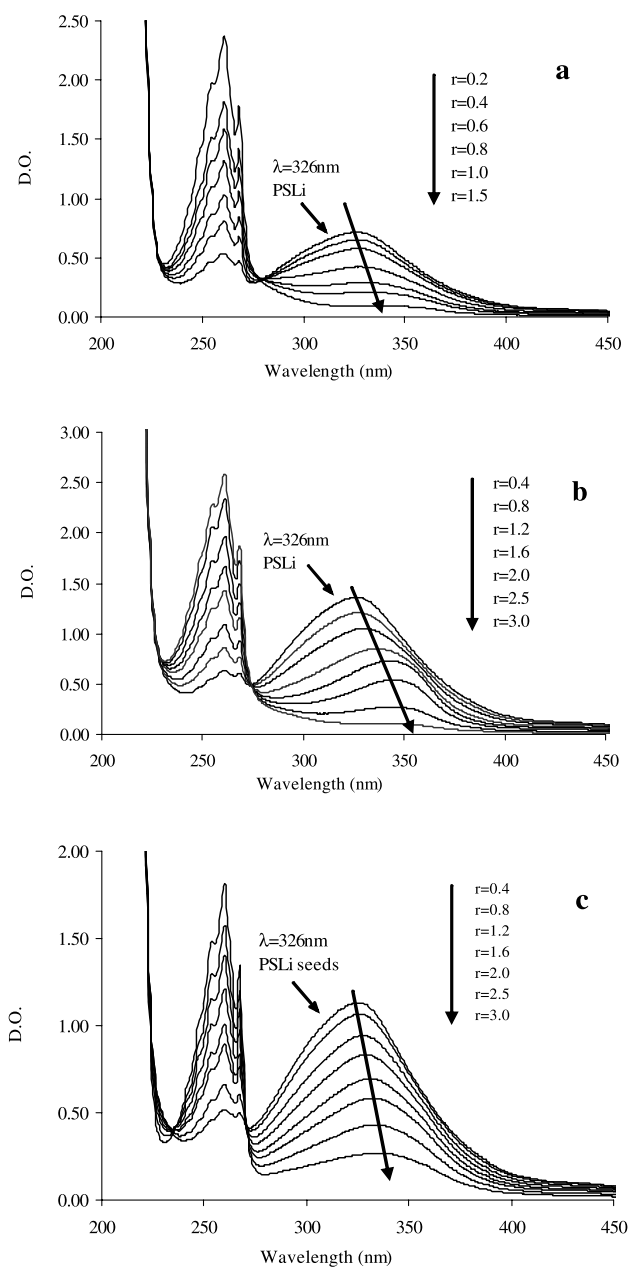 2.50
2.00
1.50
1.00
0.50
0.00
D.O.
a
r=0.2
r=0.4
r=0.6
r=0.8
r=1.0
r=1.5
λ=326nm
PSLi
200 250 300 350 400 450
Wavelength (nm)
3.00
2.50
2.00
1.50
1.00
0.50
0.00
D.O.
b
r=0.4
r=0.8
r=1.2
r=1.6
r=2.0
r=2.5
r=3.0
λ=326nm
PSLi
200 250 300 350 400 450
Wavelength (nm)
2.00
1.50
1.00
0.50
0.00
D.O.
c
r=0.4
r=0.8
r=1.2
r=1.6
r=2.0
r=2.5
r=3.0
λ=326nm
PSLi seeds
200 250 300 350 400 450
Wavelength (nm)